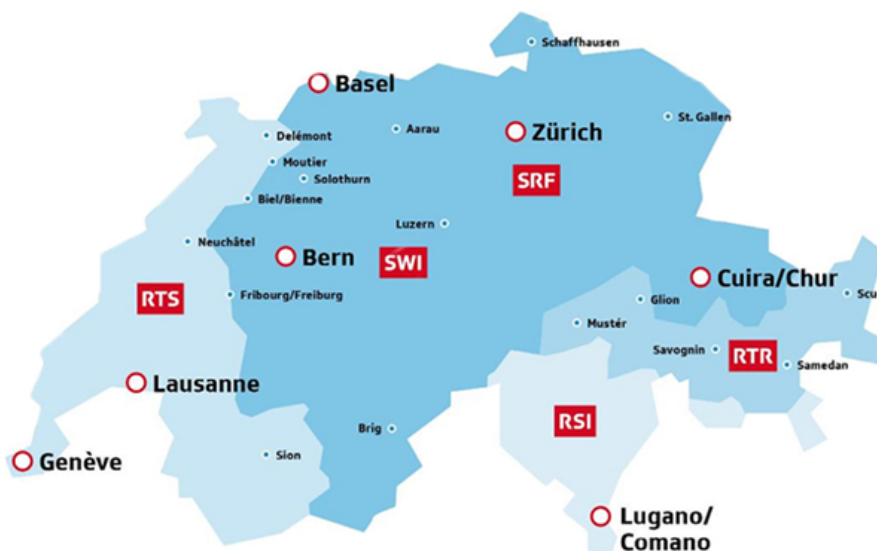 Schaffhausen
Basel
Aarau
Zürich
St. Gallen
Delémont
Moutier
Solothurn
SRF
Biel/Bienne
Luzern
Neuchâtel
Bern
SWI
Cuira/Chur
RTS
Fribourg/Freiburg
Glion
Scu
Mustér
Savognin
RTR
Samedan
Lausanne
RSI
Brig
Sion
Genève
Lugano/
Comano